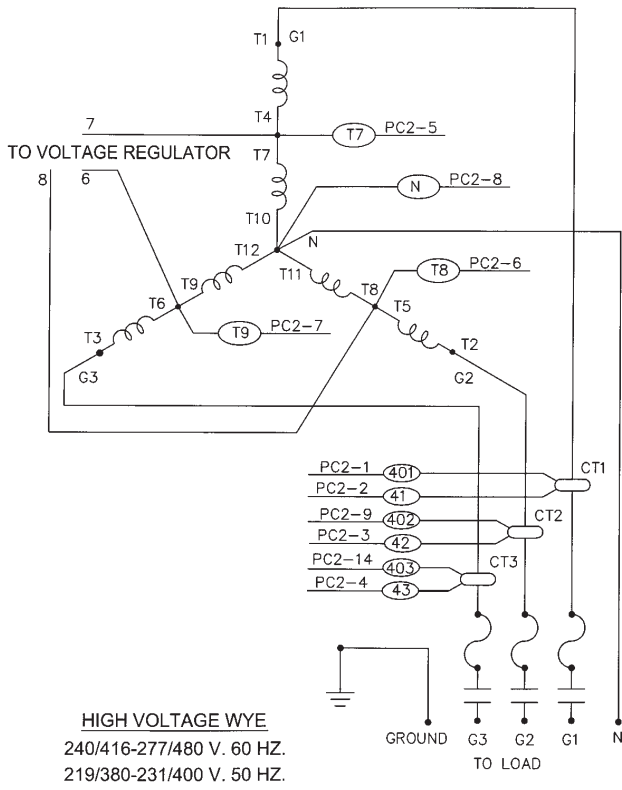 T1 G1
T4
7
T7 PC2-5
TO VOLTAGE REGULATOR
T7
8 6
N PC2-8
T10
T12 N
T11
T8 PC2-6
T9
T8
T6
T5
T9 PC2-7
T3
T2
G3
G2
PC2-1 401
CT1
PC2-2 41
PC2-9 402
CT2
PC2-3 42
PC2-14 403
CT3
PC2-4 43
HIGH VOLTAGE WYE
240/416-277/480 V. 60 HZ.
219/380-231/400 V. 50 HZ.
GROUND G3 G2 G1 N
TO LOAD